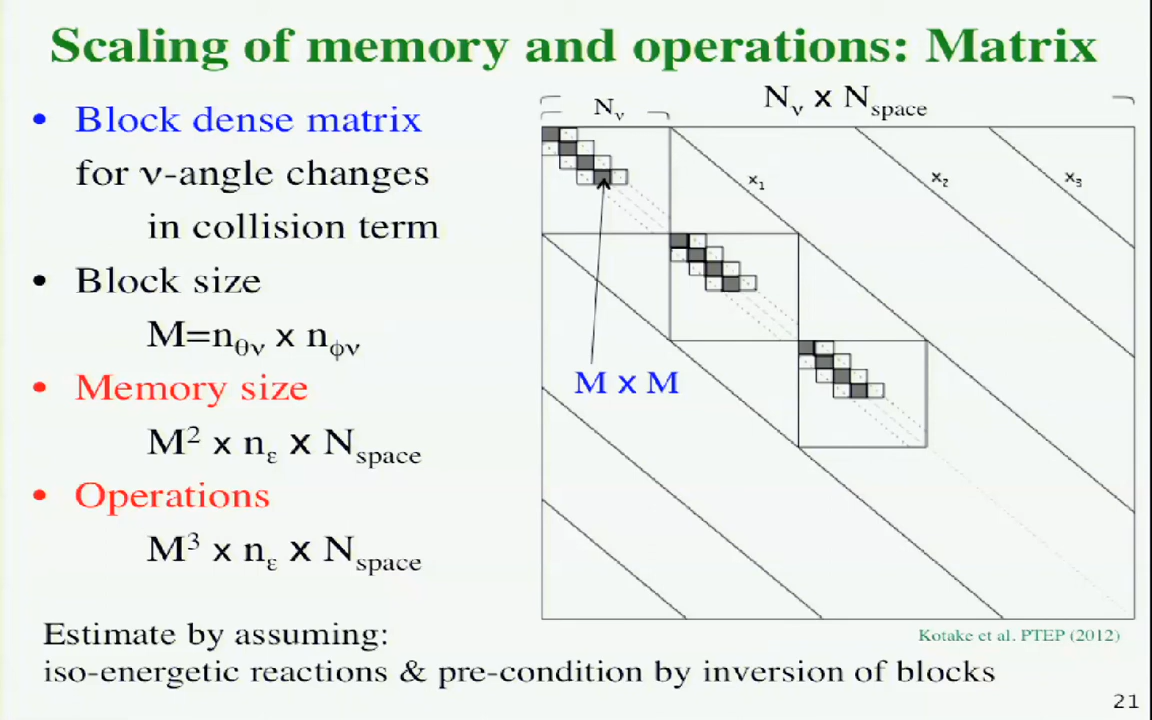 Scaling of memory and operations: Matrix
• Block dense matrix
for ν-angle changes
in collision term
• Block size
M=nθν x nϕν
• Memory size
M² x nε x Nspace
• Operations
M³ x nε x Nspace
Estimate by assuming:
iso-energetic reactions & pre-condition by inversion of blocks
Nν
Nν x Nspace
x₁
x₂
x₃
M x M
Kotake et al. PTEP (2012)
21